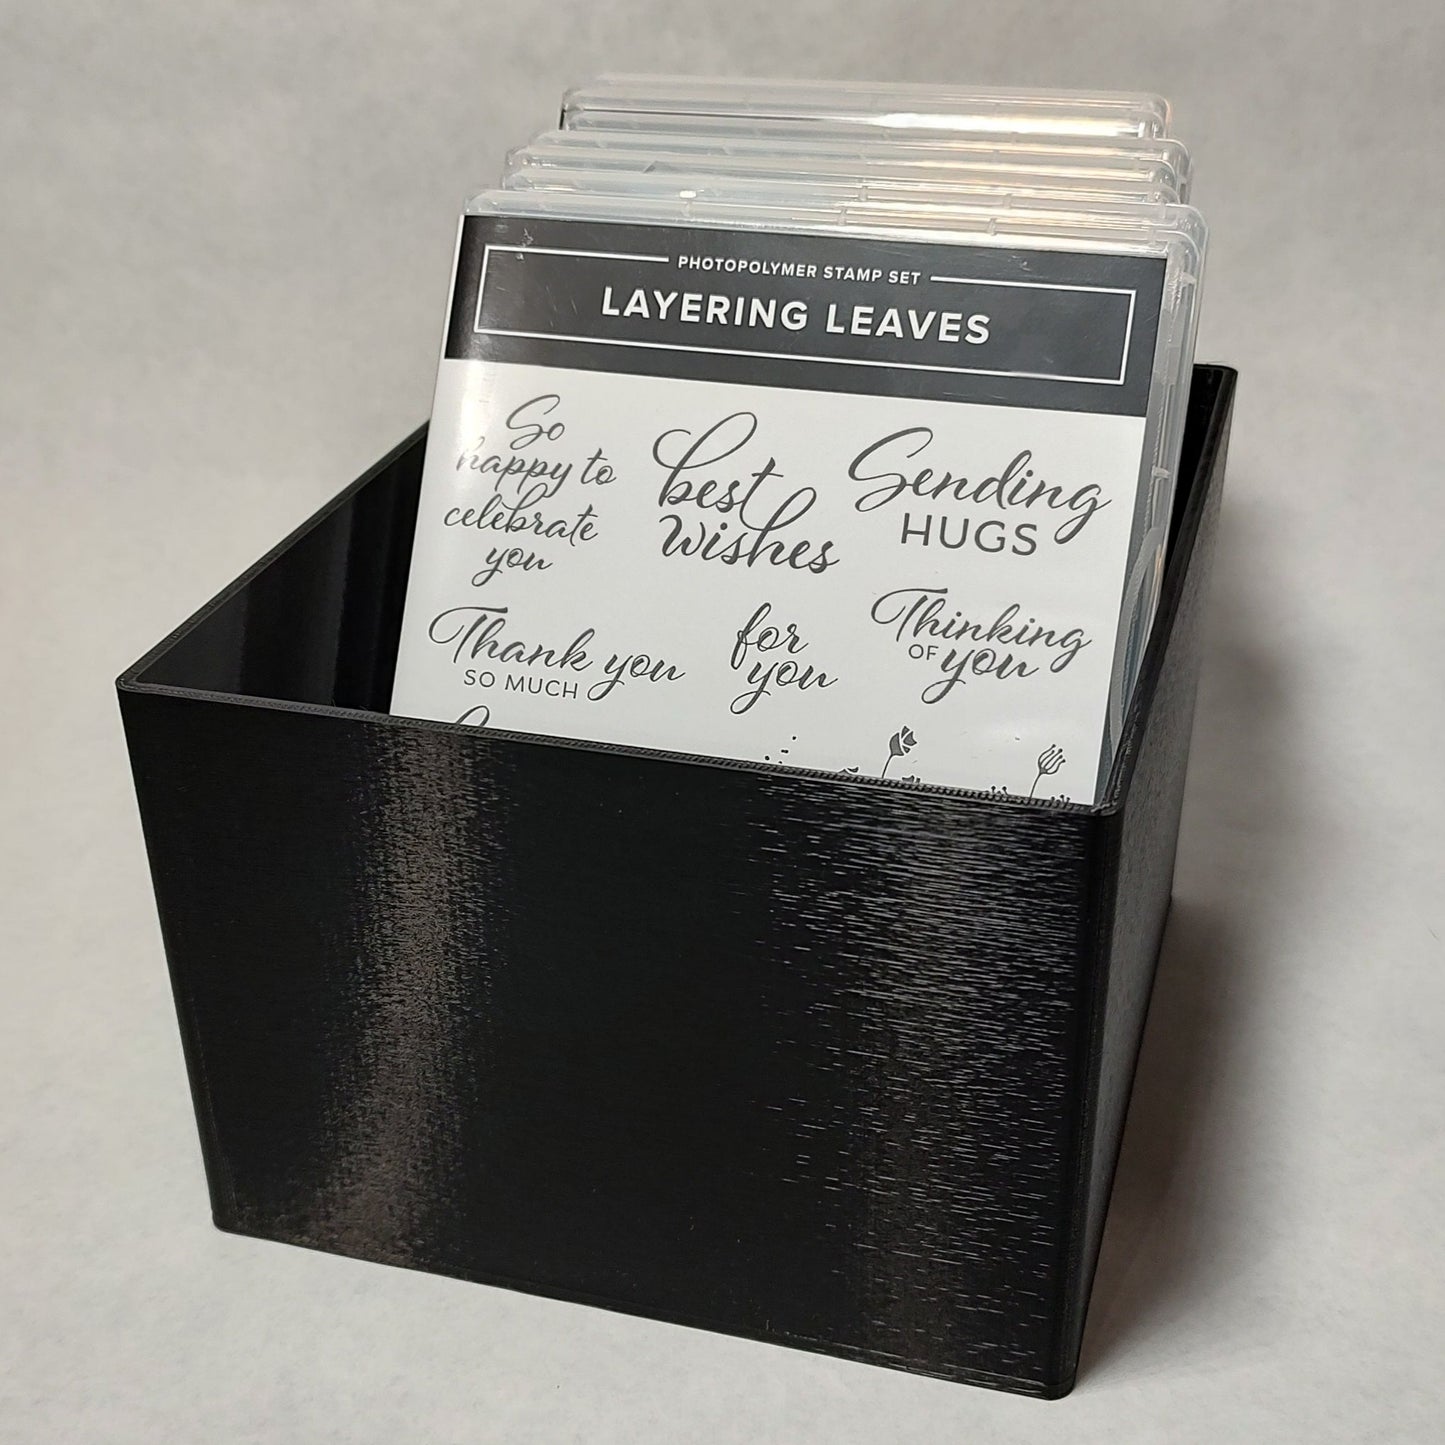 PHOTOPOLYMER STAMP SET
LAYERING LEAVES
So
happy to
celebrate
you
best
wishes
Sending
HUGS
Thank you
SO MUCH
for
you
Thinking
OF you